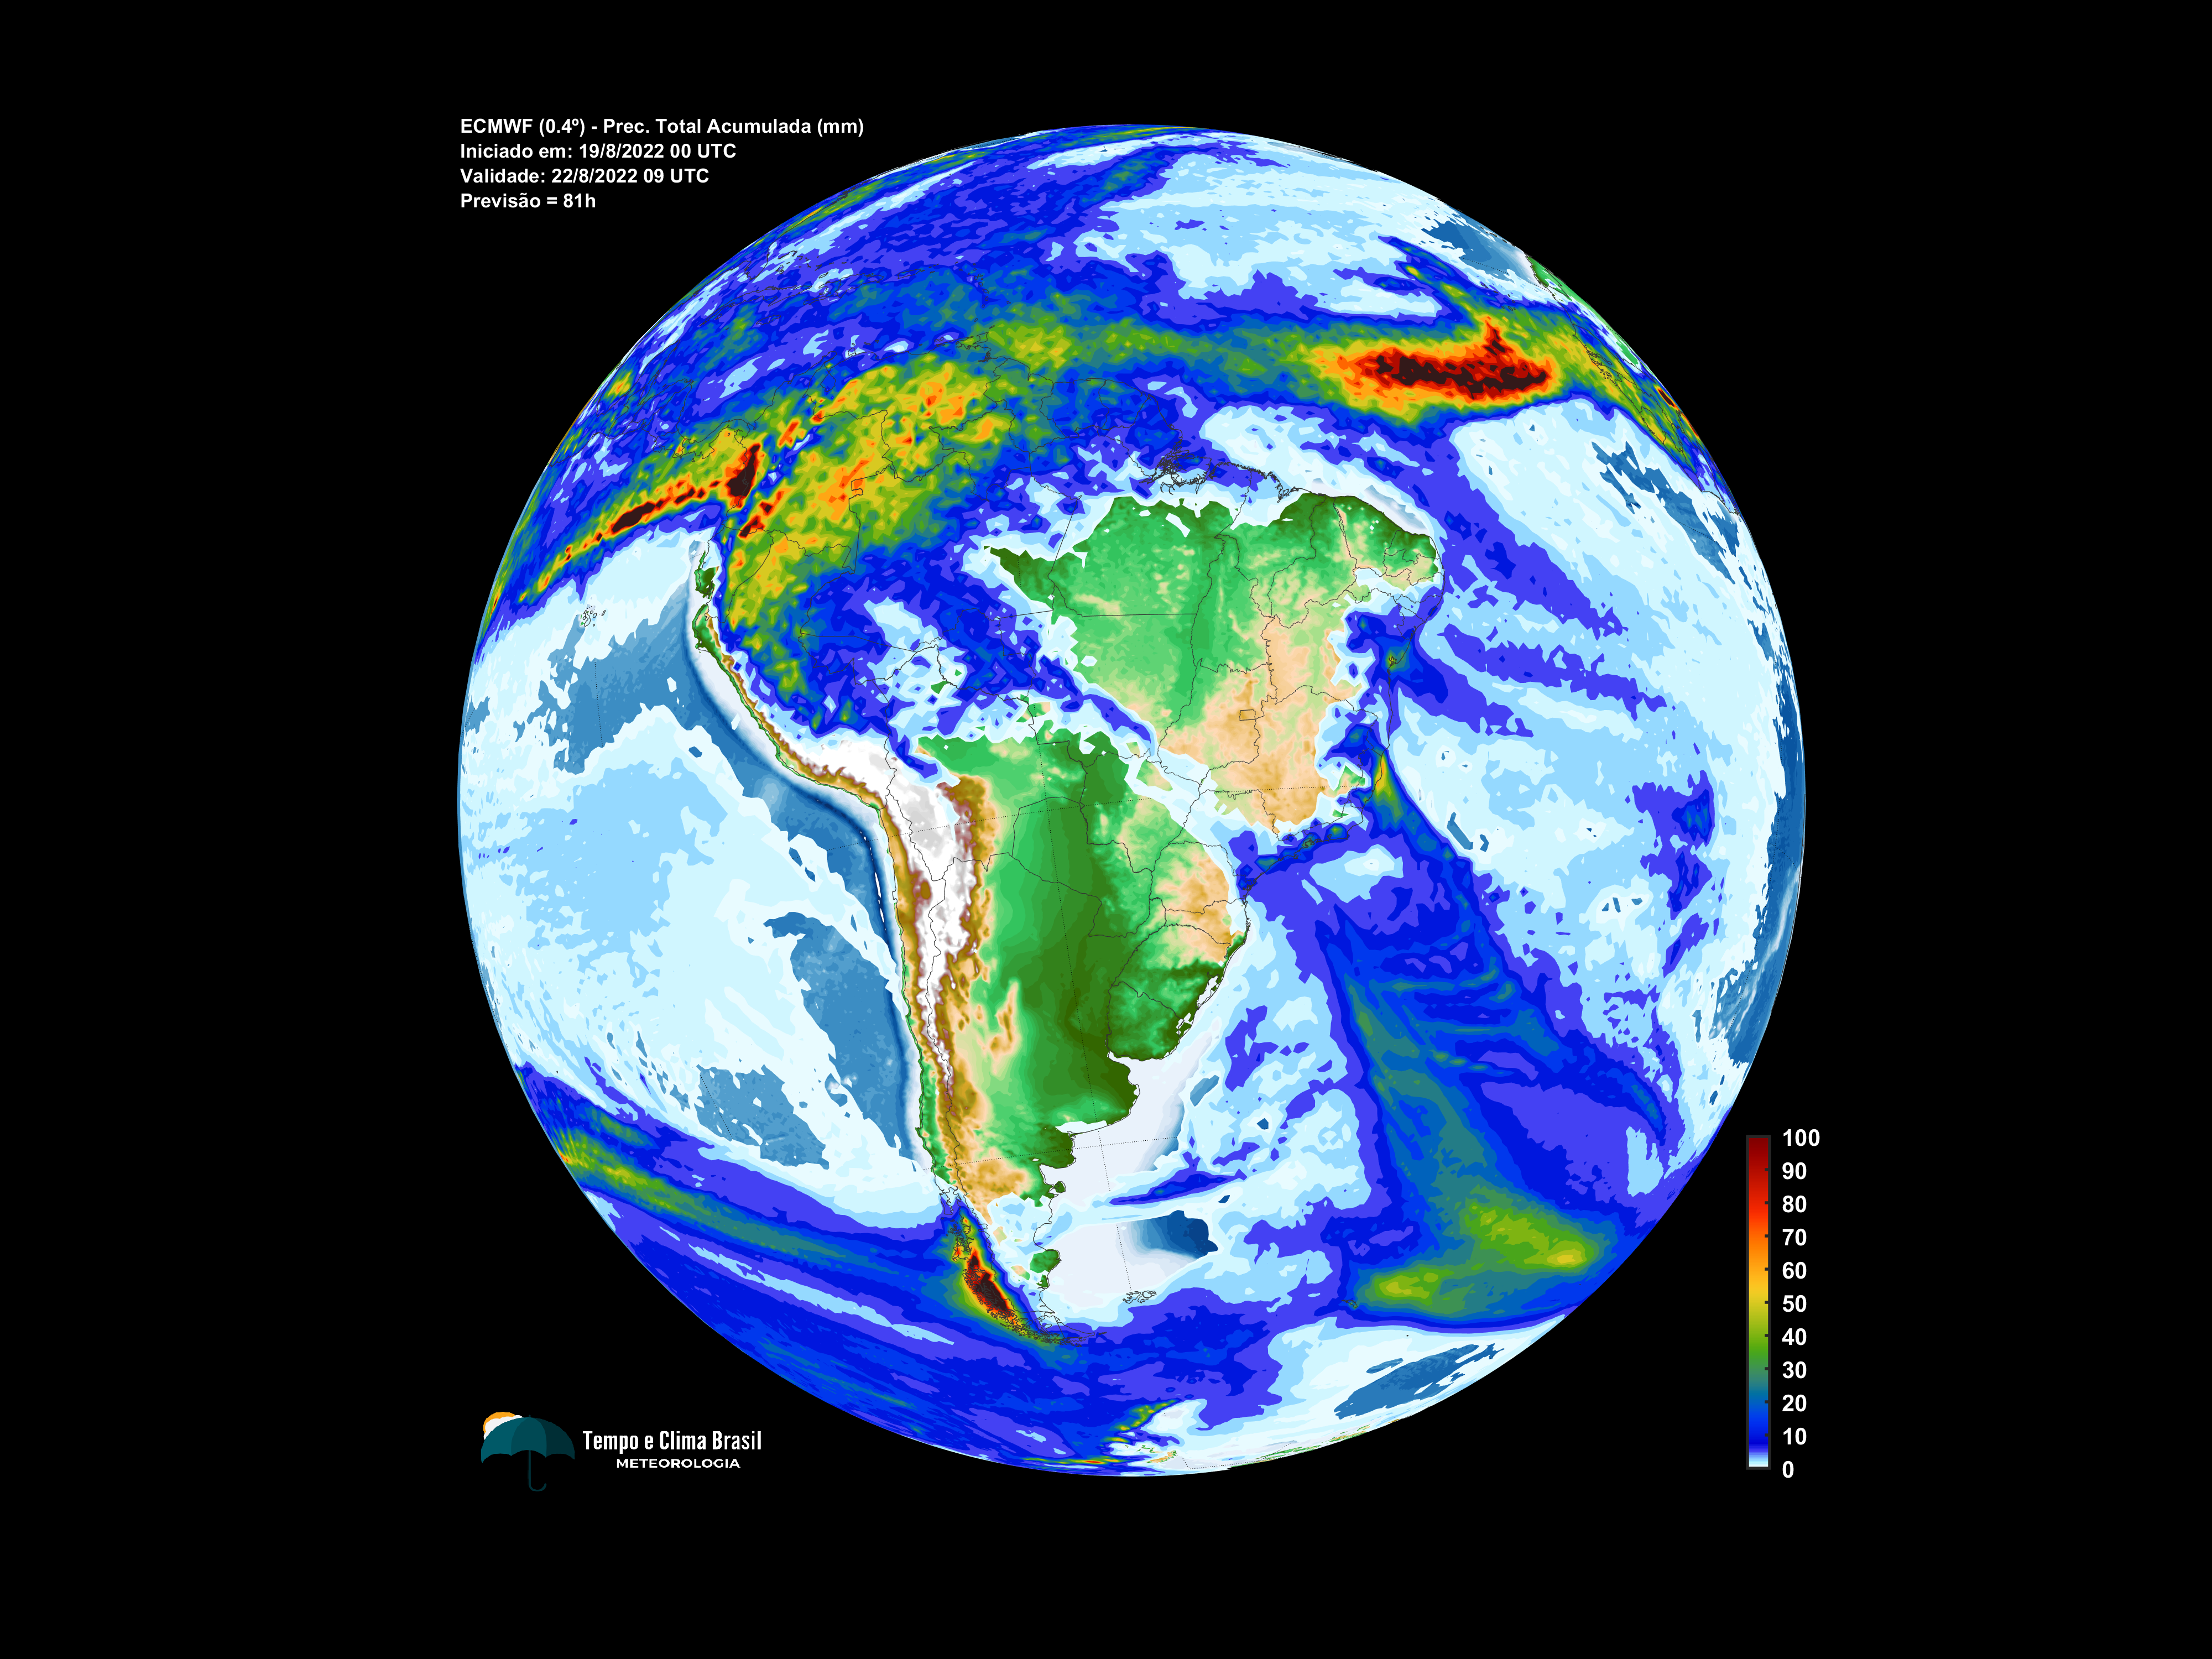 ECMWF (0.4º) - Prec. Total Acumulada (mm)
Iniciado em: 19/8/2022 00 UTC
Validade: 22/8/2022 09 UTC
Previsão = 81h
100
90
80
70
60
50
40
30
20
10
0
Tempo e Clima Brasil
METEOROLOGIA